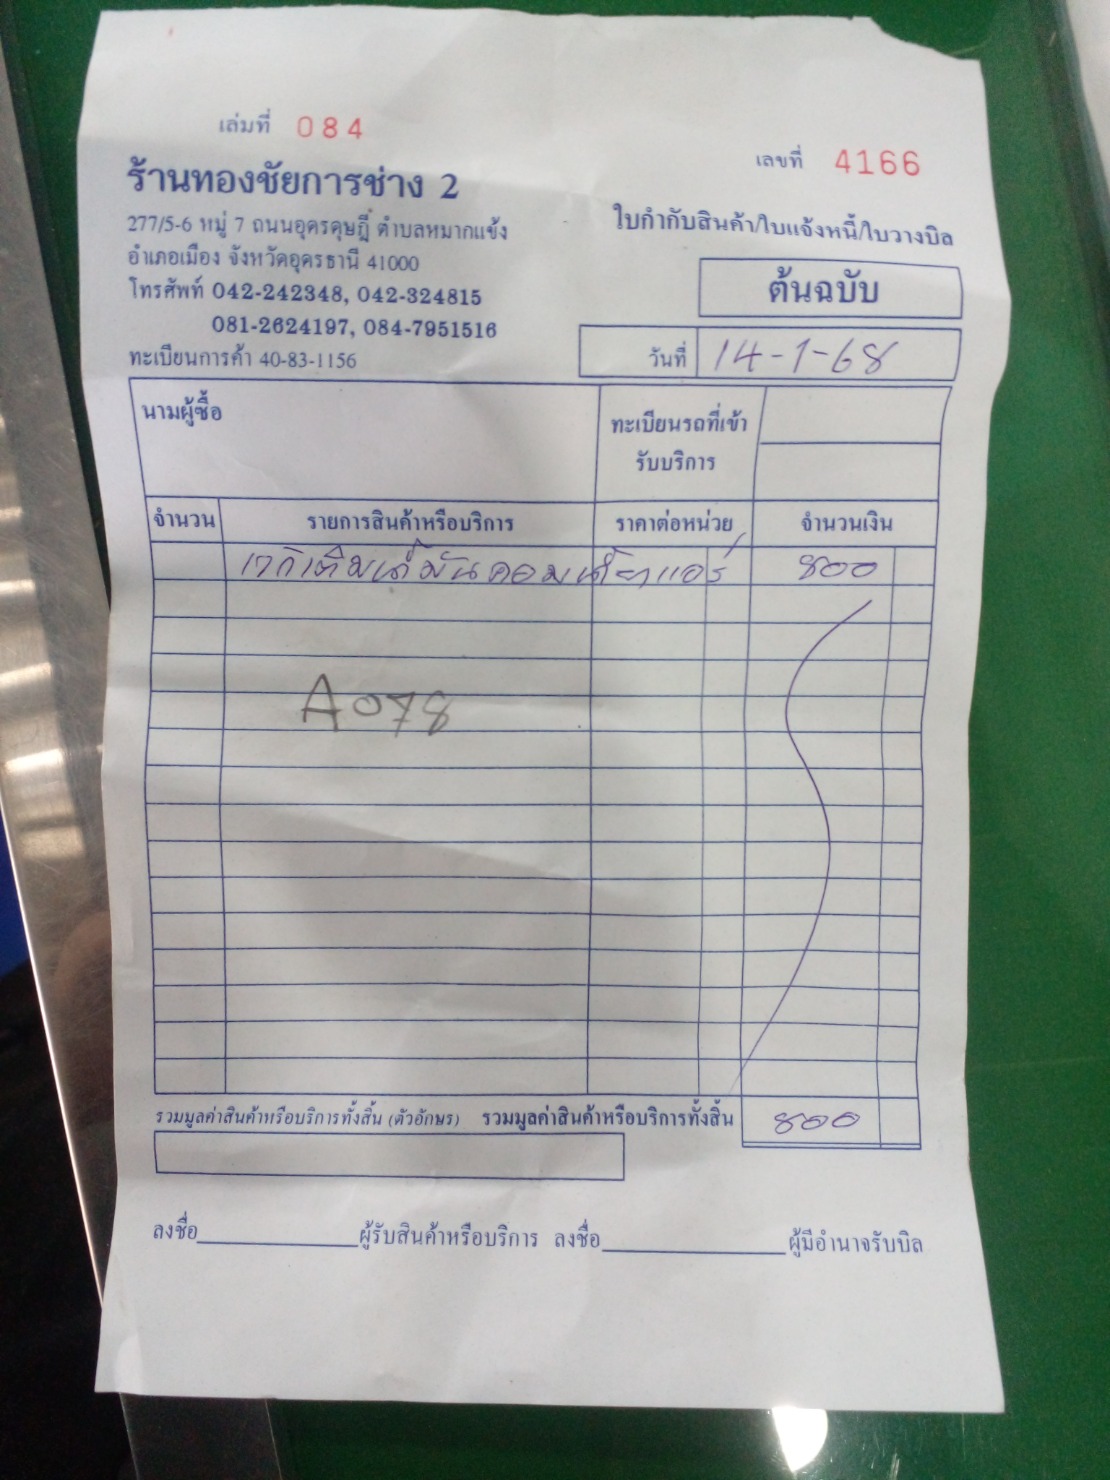 เล่มที่ 084
เลขที่ 4166
ร้านทองชัยการช่าง 2
277/5-6 หมู่ 7 ถนนอุดรดุษฎี ตำบลหมากแข้ง
อำเภอเมือง จังหวัดอุดรธานี 41000
โทรศัพท์ 042-242348, 042-324815
081-2624197, 084-7951516
ทะเบียนการค้า 40-83-1156
ใบกำกับสินค้า/ใบแจ้งหนี้/ใบวางบิล
ต้นฉบับ
วันที่ 14-1-68
นามผู้ซื้อ
ทะเบียนรถที่เข้า
รับบริการ
จำนวน รายการสินค้าหรือบริการ ราคาต่อหน่วย จำนวนเงิน
น้ำมันคอม แอร์ 800
A078
รวมมูลค่าสินค้าหรือบริการทั้งสิ้น (ตัวอักษร) รวมมูลค่าสินค้าหรือบริการทั้งสิ้น 800
ลงชื่อ ผู้รับสินค้าหรือบริการ ลงชื่อ ผู้มีอำนาจรับบิล